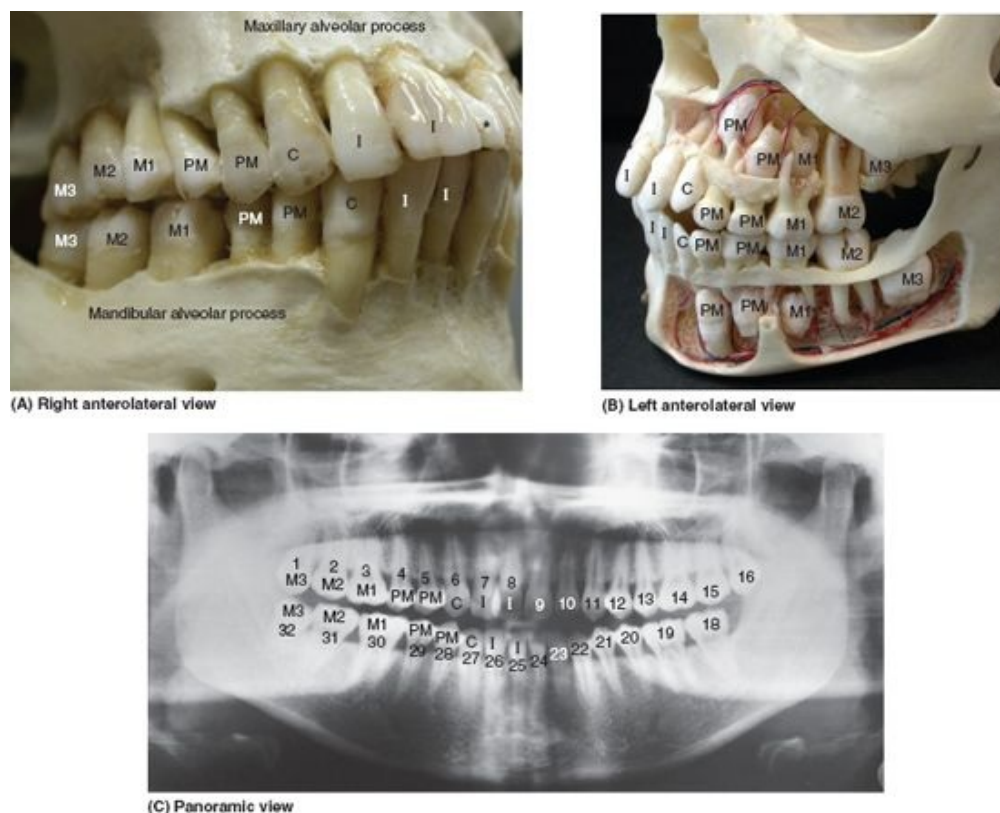 Maxillary alveolar process
M3 M2 M1 PM PM C I I *
M3 M2 M1 PM PM C I I
Mandibular alveolar process
(A) Right anterolateral view
PM
PM M1 M3
I I C PM PM M1 M2
I I C PM PM M1 M2
M3
PM PM M1
(B) Left anterolateral view
1 2 3 4 5 6 7 8 16
M3 M2 M1 PM PM C I I 9 10 11 12 13 14 15
M3 M2 M1 PM PM C I I
32 31 30 29 28 27 26 25 24 23 22 21 20 19 18
(C) Panoramic view